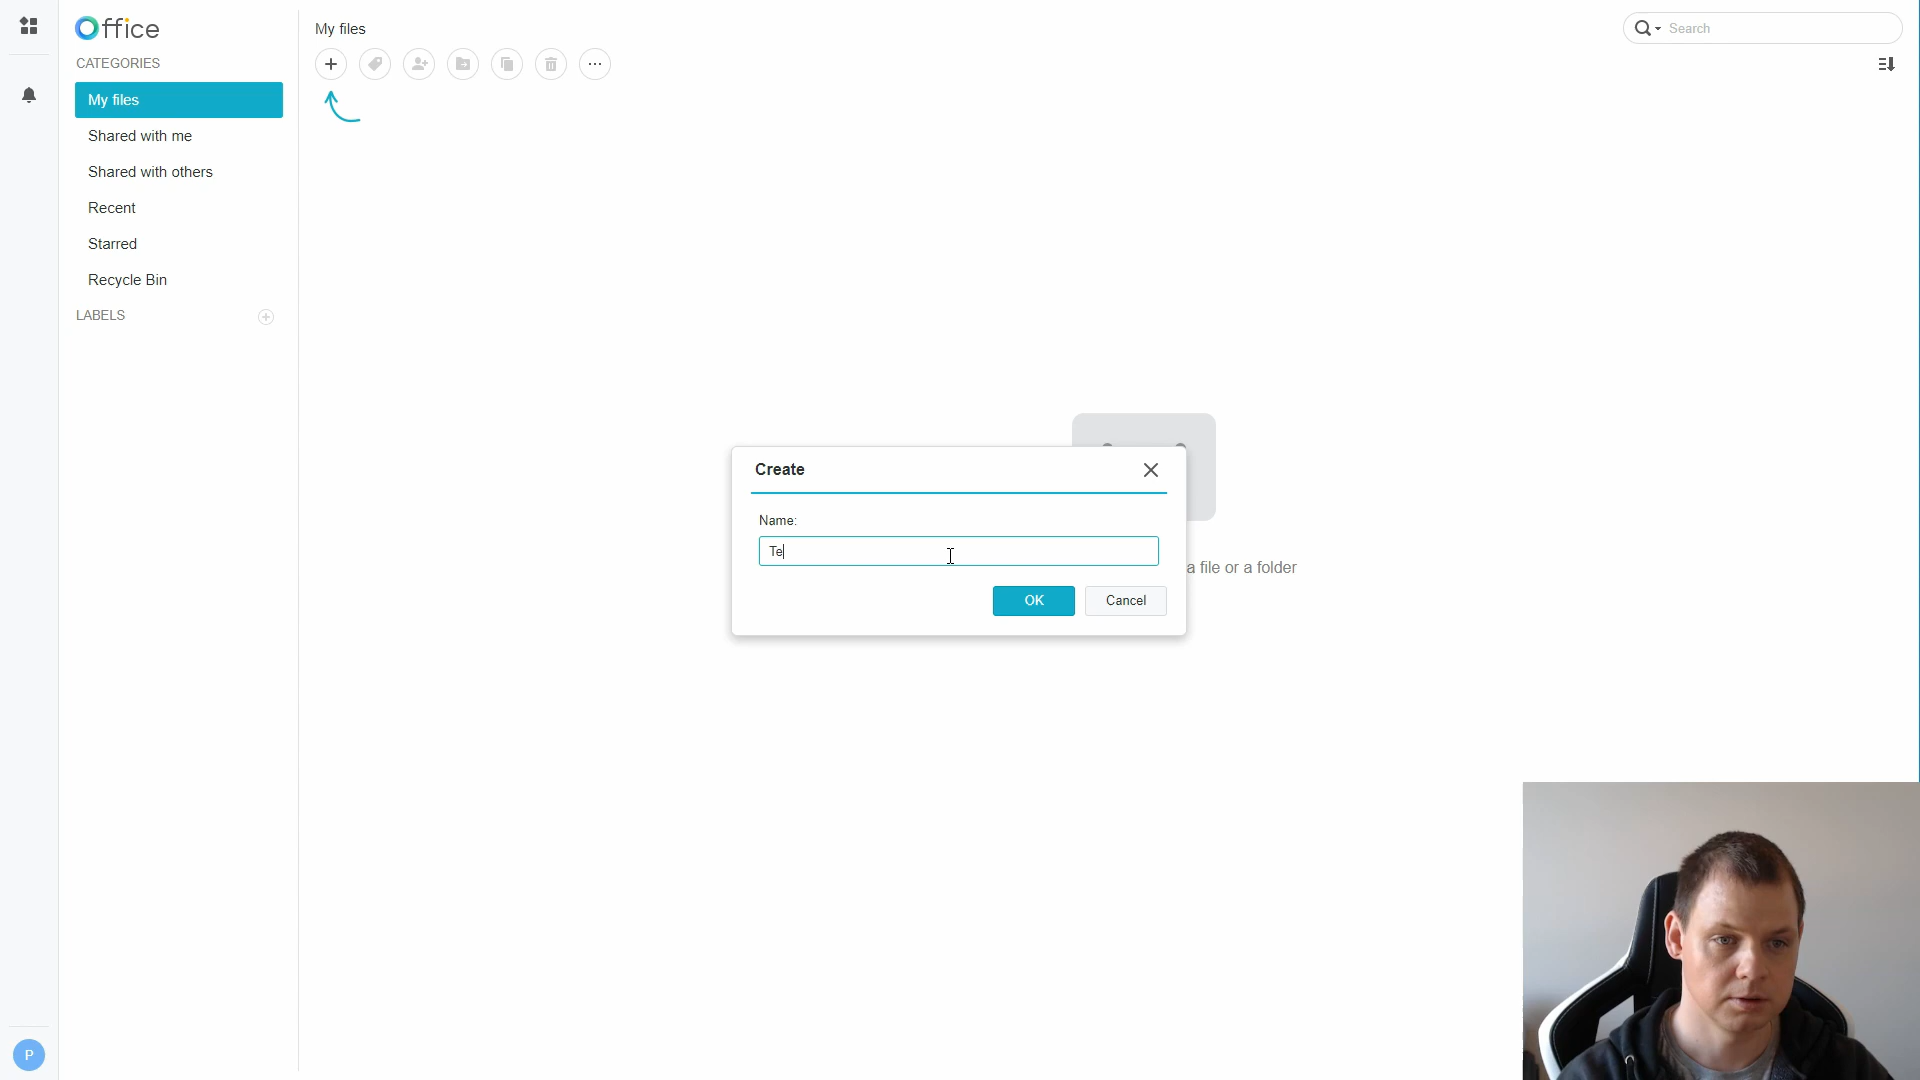 Office
CATEGORIES
My files
Shared with me
Shared with others
Recent
Starred
Recycle Bin
LABELS
P
My files
Search
Create
Name:
Te
OK
Cancel
a file or a folder